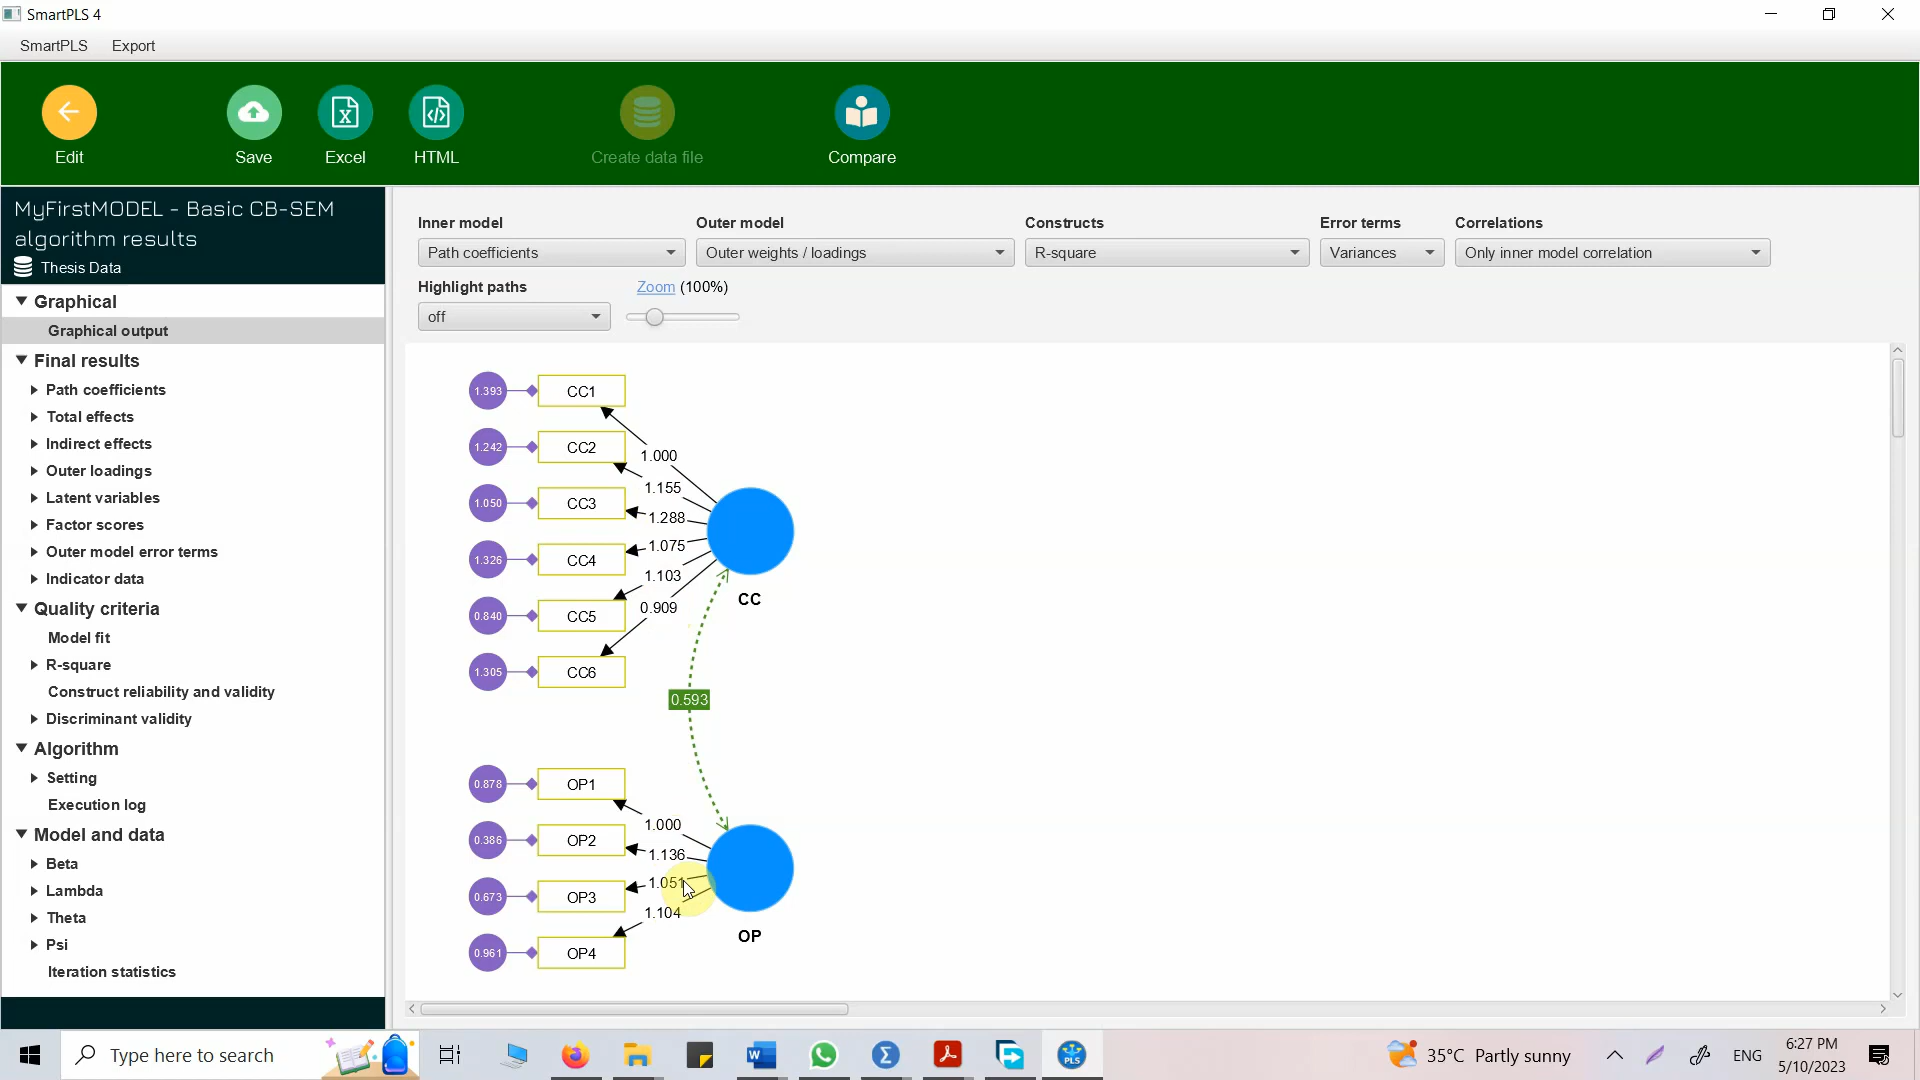 SmartPLS 4
SmartPLS Export
Edit Save Excel HTML Create data file Compare
MyFirstMODEL - Basic CB-SEM
algorithm results
Thesis Data
Graphical
Graphical output
Final results
Path coefficients
Total effects
Indirect effects
Outer loadings
Latent variables
Factor scores
Outer model error terms
Indicator data
Quality criteria
Model fit
R-square
Construct reliability and validity
Discriminant validity
Algorithm
Setting
Execution log
Model and data
Beta
Lambda
Theta
Psi
Iteration statistics
Inner model Outer model Constructs Error terms Correlations
Path coefficients Outer weights / loadings R-square Variances Only inner model correlation
Highlight paths Zoom (100%)
off
1.393 CC1
1.000
1.242 CC2
1.155
1.050 CC3
1.288
1.075
1.326 CC4
1.103
CC
0.909
0.840 CC5
1.305 CC6
0.593
0.878 OP1
1.000
0.386 OP2
1.136
1.051
0.673 OP3
1.104
OP
0.961 OP4
Type here to search
W Σ PLS
35°C Partly sunny ENG
6:27 PM
5/10/2023